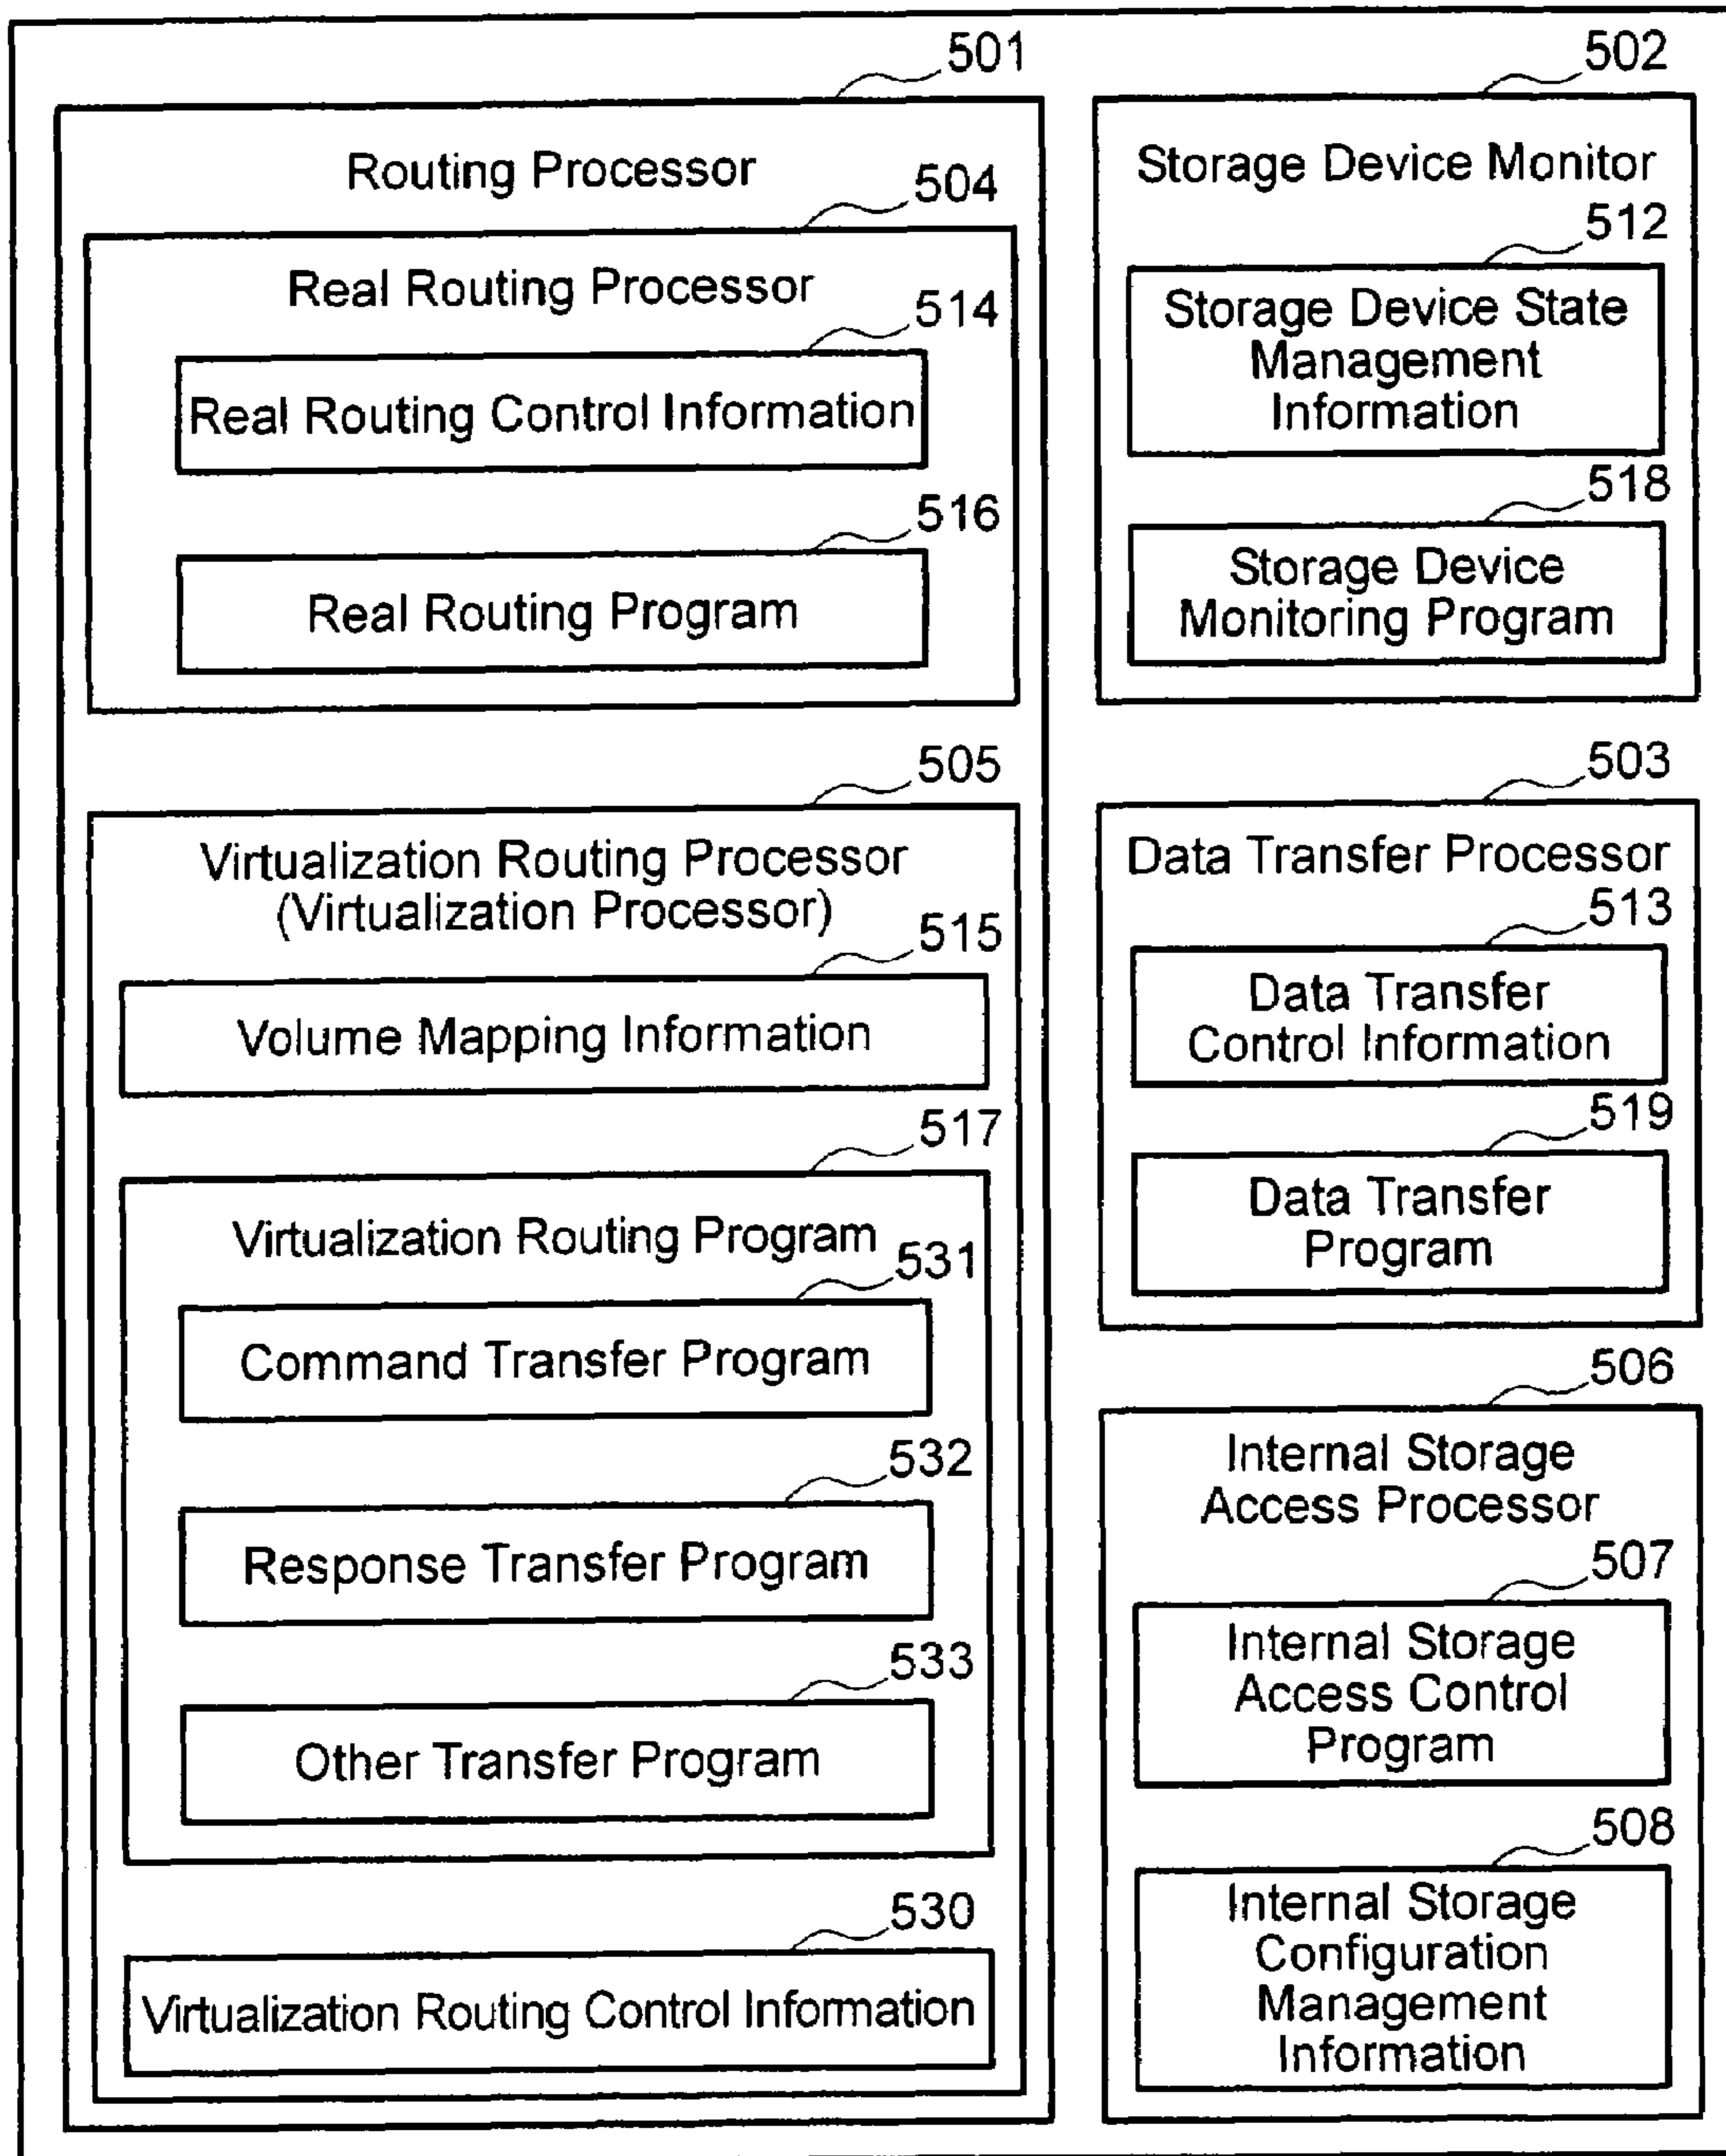 501
Routing Processor
504
Real Routing Processor
514
Real Routing Control Information
516
Real Routing Program
505
Virtualization Routing Processor
(Virtualization Processor)
515
Volume Mapping Information
517
Virtualization Routing Program
531
Command Transfer Program
532
Response Transfer Program
533
Other Transfer Program
530
Virtualization Routing Control Information
502
Storage Device Monitor
512
Storage Device State
Management
Information
518
Storage Device
Monitoring Program
503
Data Transfer Processor
513
Data Transfer
Control Information
519
Data Transfer
Program
506
Internal Storage
Access Processor
507
Internal Storage
Access Control
Program
508
Internal Storage
Configuration
Management
Information